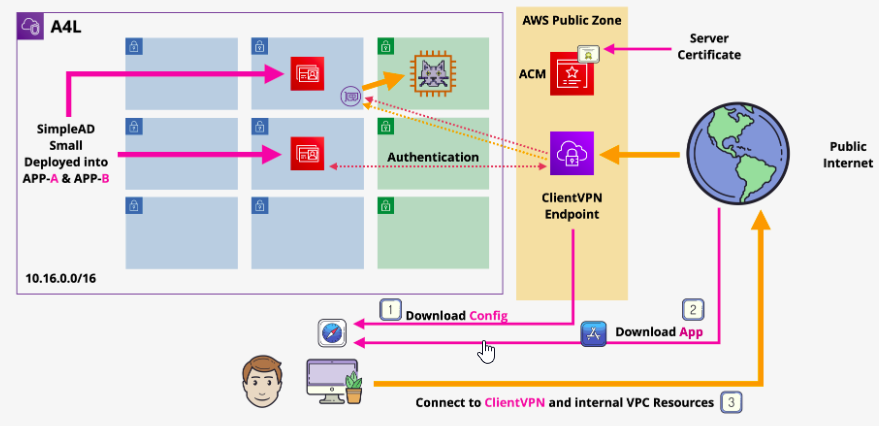 A4L
AWS Public Zone
Server
Certificate
ACM
SimpleAD
Small
Deployed into
APP-A & APP-B
Authentication
Public
Internet
ClientVPN
Endpoint
10.16.0.0/16
1 Download Config
2
Download App
Connect to ClientVPN and internal VPC Resources 3